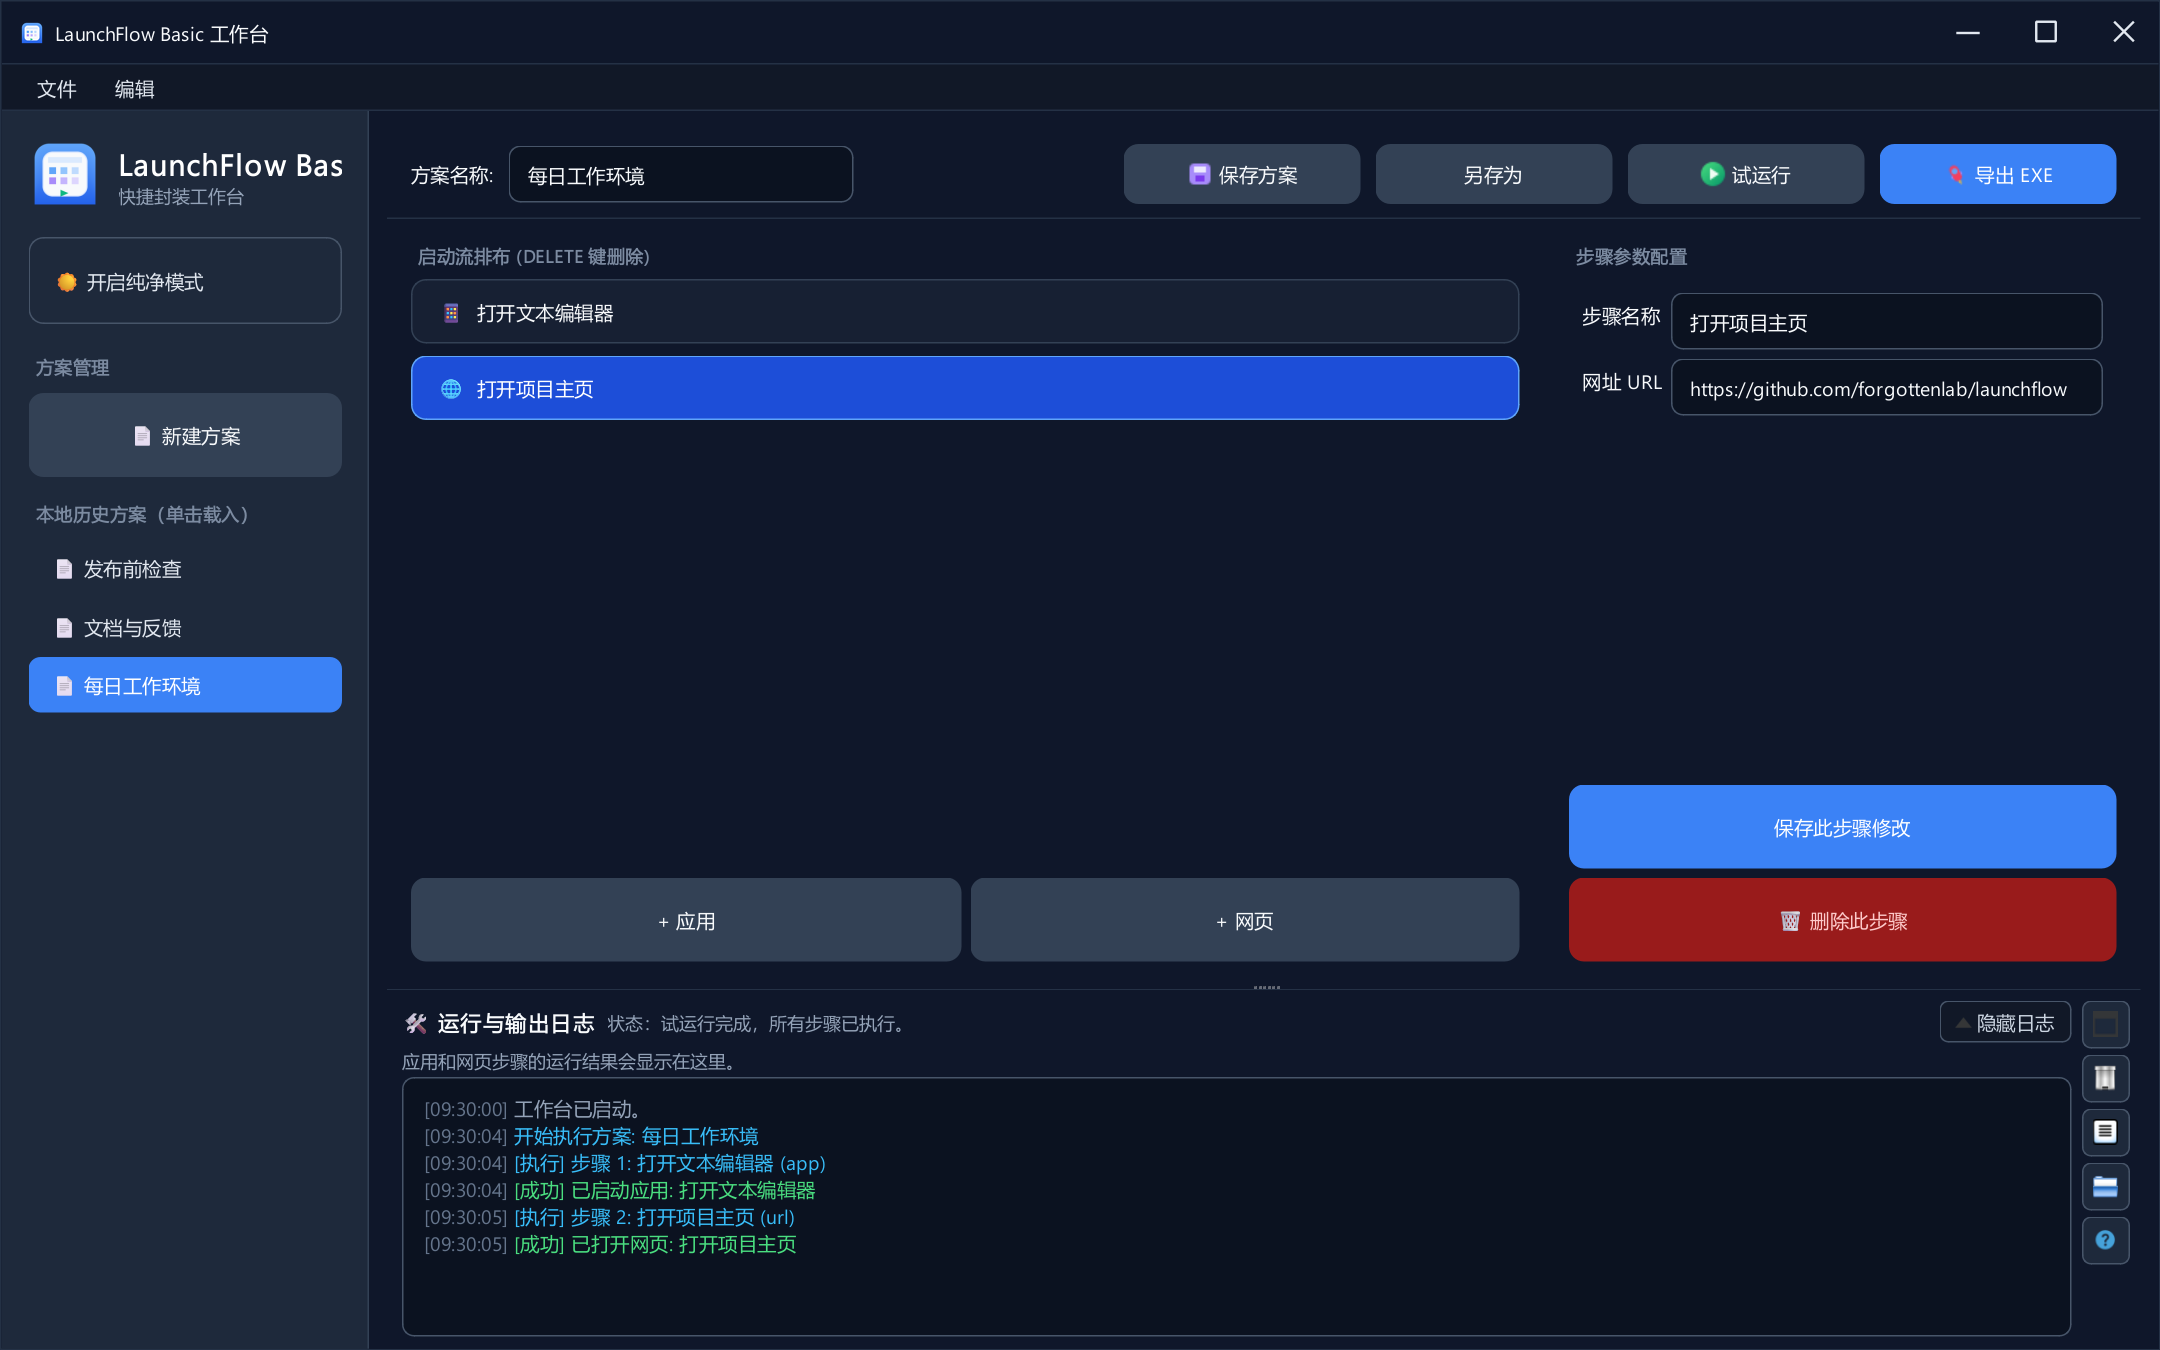 LaunchFlow Basic 工作台
文件 编辑
LaunchFlow Bas
快捷封装工作台
开启纯净模式
方案管理
新建方案
本地历史方案（单击载入）
发布前检查
文档与反馈
每日工作环境
方案名称: 每日工作环境
保存方案 另存为 试运行 导出 EXE
启动流排布 (DELETE 键删除)
打开文本编辑器
打开项目主页
+ 应用 + 网页
步骤参数配置
步骤名称 打开项目主页
网址 URL https://github.com/forgottenlab/launchflow
保存此步骤修改
删除此步骤
运行与输出日志 状态：试运行完成，所有步骤已执行。 隐藏日志
应用和网页步骤的运行结果会显示在这里。
[09:30:00] 工作台已启动。
[09:30:04] 开始执行方案: 每日工作环境
[09:30:04] [执行] 步骤 1: 打开文本编辑器 (app)
[09:30:04] [成功] 已启动应用: 打开文本编辑器
[09:30:05] [执行] 步骤 2: 打开项目主页 (url)
[09:30:05] [成功] 已打开网页: 打开项目主页